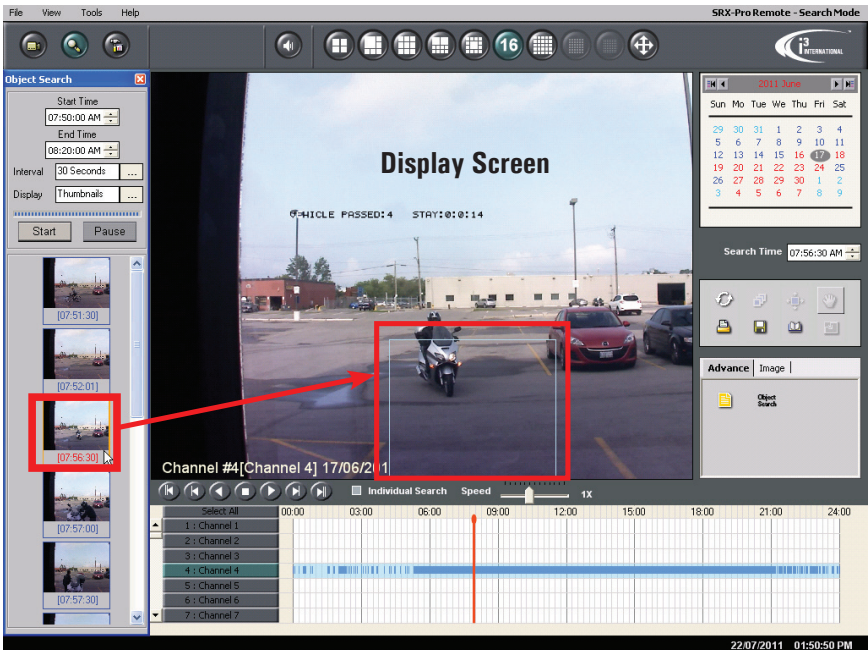 File View Tools Help
SRX-Pro Remote - Search Mode
16
i3 INTERNATIONAL
Object Search
Start Time
07:50:00 AM
End Time
08:20:00 AM
Interval 30 Seconds ...
Display Thumbnails ...
Start Pause
[07:51:30]
[07:52:01]
[07:56:30]
[07:57:00]
[07:57:30]
Display Screen
HICLE PASSED:4 STAY:0:0:14
Channel #4[Channel 4] 17/06/201
2011 June
Sun Mo Tue We Thu Fri Sat
29 30 31 1 2 3 4
5 6 7 8 9 10 11
12 13 14 15 16 17 18
19 20 21 22 23 24 25
26 27 28 29 30 1 2
3 4 5 6 7 8 9
Search Time 07:56:30 AM
Advance Image
Object
Search
Individual Search Speed 1X
Select All 00:00 03:00 06:00 09:00 12:00 15:00 18:00 21:00 24:00
1 : Channel 1
2 : Channel 2
3 : Channel 3
4 : Channel 4
5 : Channel 5
6 : Channel 6
7 : Channel 7
22/07/2011 01:50:50 PM